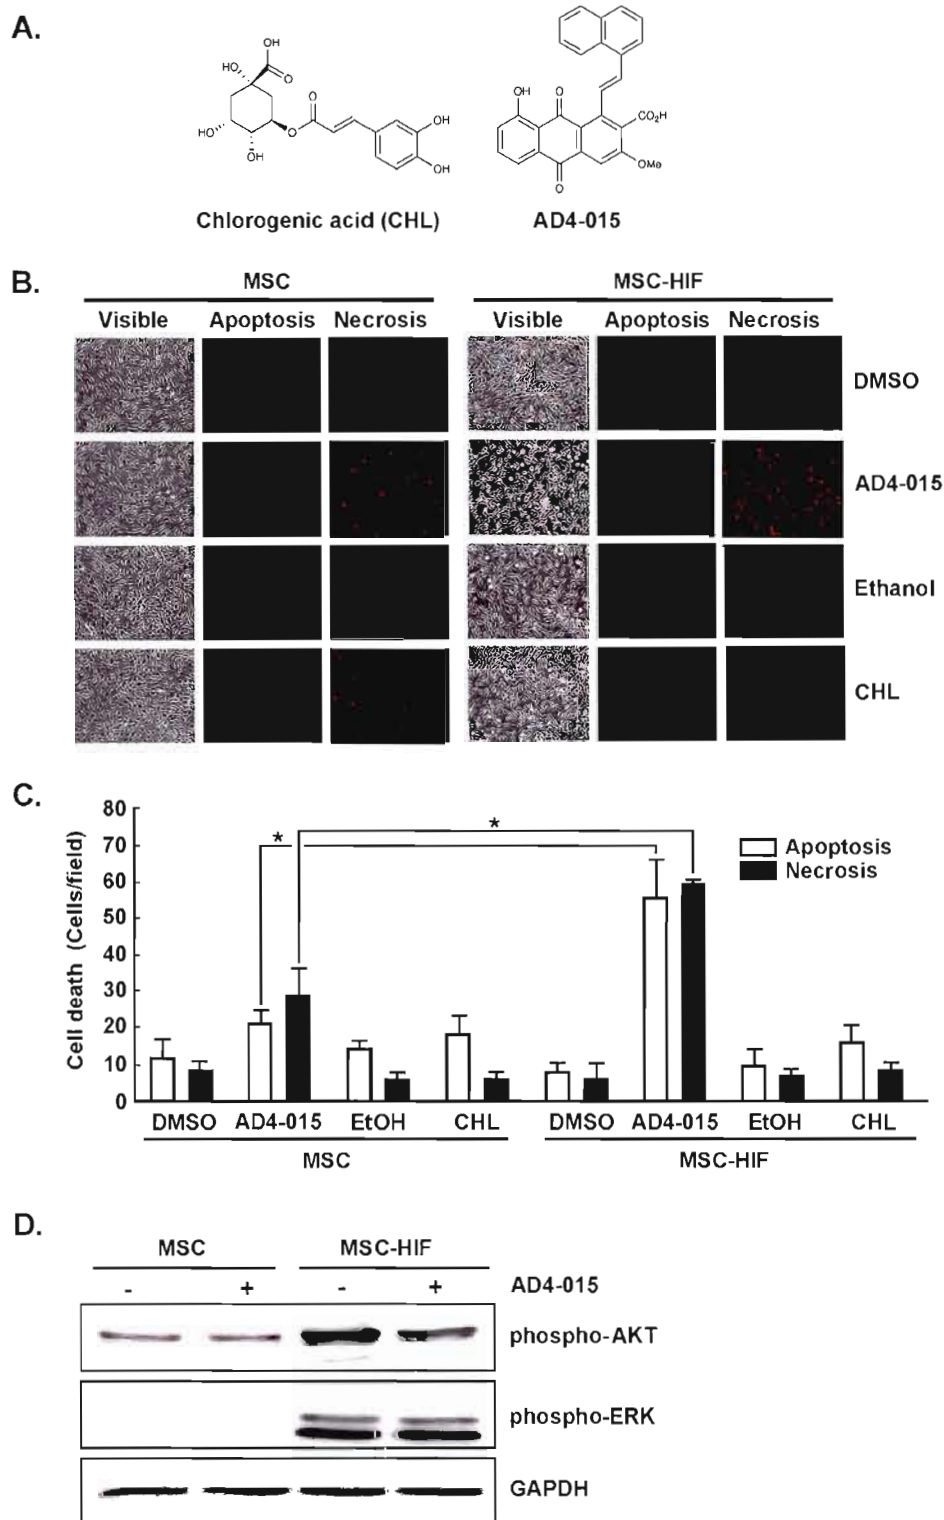 A.
OH
HO
O
HO
OH
O
O
OH
OH
OH
O
O
CO₂H
OMe
Chlorogenic acid (CHL)
AD4-015
B.
MSC
MSC-HIF
Visible Apoptosis Necrosis
Visible Apoptosis Necrosis
DMSO
AD4-015
Ethanol
CHL
C.
Cell death (Cells/field)
80
70
60
50
40
30
20
10
0
*
*
Apoptosis
Necrosis
DMSO AD4-015 EtOH CHL DMSO AD4-015 EtOH CHL
MSC MSC-HIF
D.
MSC MSC-HIF
- + - + AD4-015
phospho-AKT
phospho-ERK
GAPDH